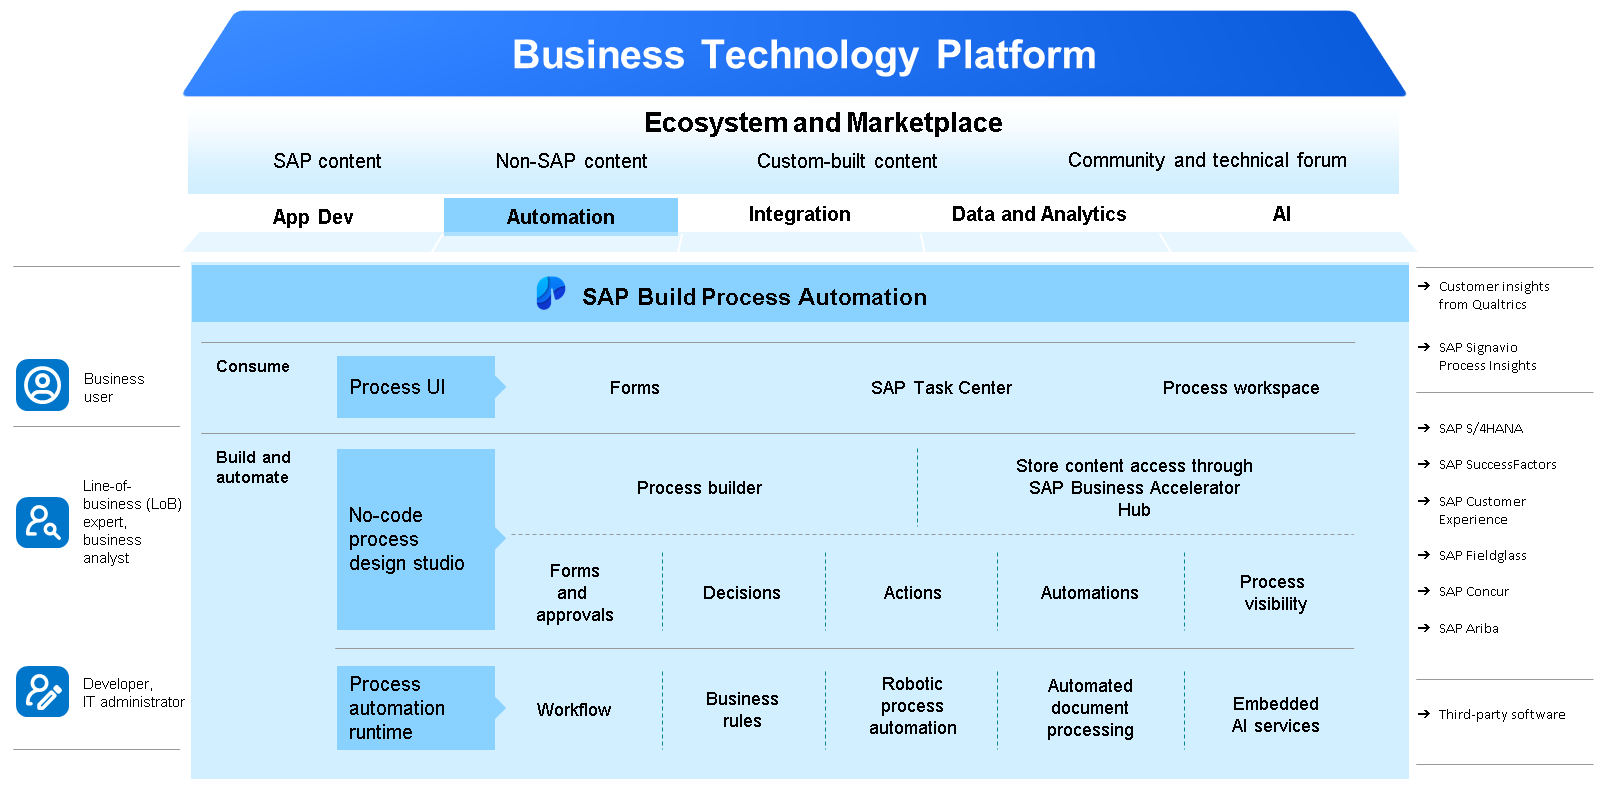 Business Technology Platform
Ecosystem and Marketplace
SAP content
Non-SAP content
Custom-built content
Community and technical forum
App Dev
Automation
Integration
Data and Analytics
AI
SAP Build Process Automation
Business
user
Line-of-
business (LoB)
expert,
business
analyst
Developer,
IT administrator
Consume
Process UI
Forms
SAP Task Center
Process workspace
Build and
automate
No-code
process
design studio
Process builder
Store content access through
SAP Business Accelerator
Hub
Forms
and
approvals
Decisions
Actions
Automations
Process
visibility
Process
automation
runtime
Workflow
Business
rules
Robotic
process
automation
Automated
document
processing
Embedded
AI services
Customer insights
from Qualtrics
SAP Signavio
Process Insights
SAP S/4HANA
SAP SuccessFactors
SAP Customer
Experience
SAP Fieldglass
SAP Concur
SAP Ariba
Third-party software